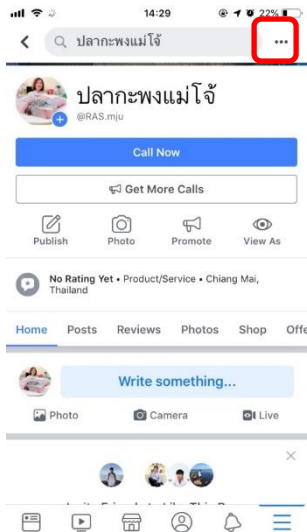 14:29
22%
ปลากะพงแม่โจ้
ปลากะพงแม่โจ้
@RAS.mju
Call Now
Get More Calls
Publish
Photo
Promote
View As
No Rating Yet • Product/Service • Chiang Mai,
Thailand
Home Posts Reviews Photos Shop Offe
Write something...
Photo
Camera
Live